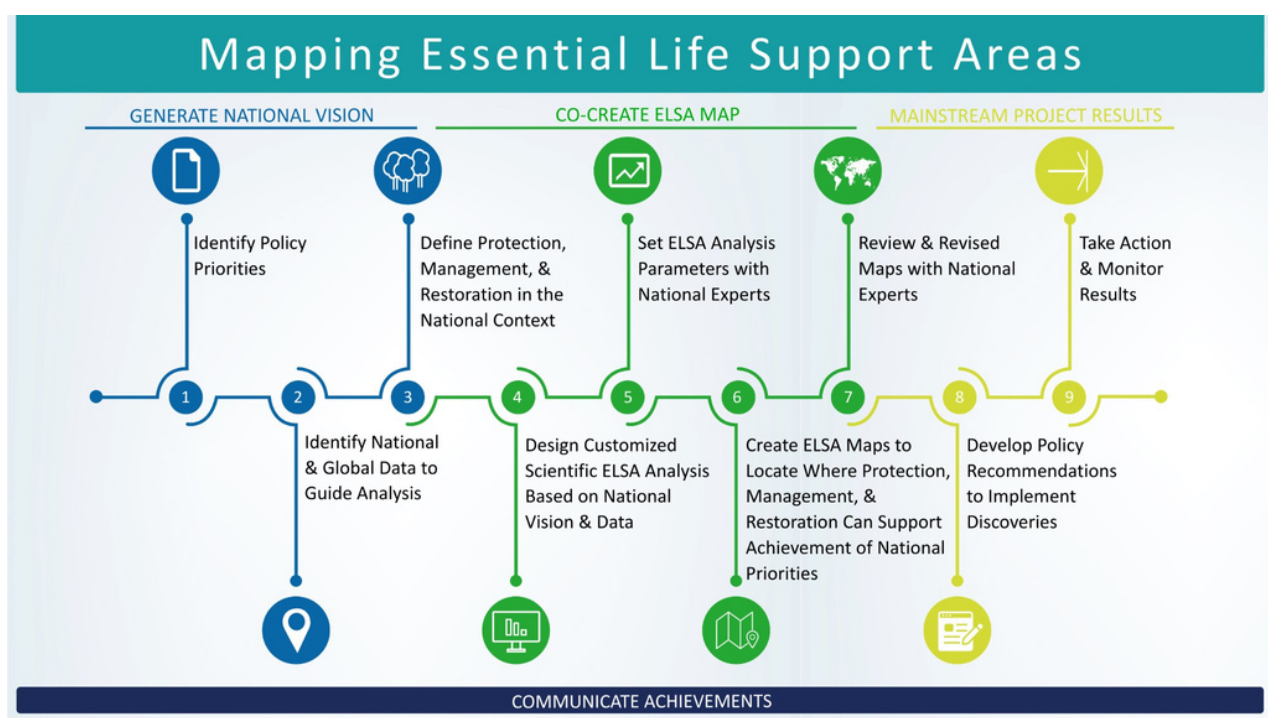 Mapping Essential Life Support Areas
GENERATE NATIONAL VISION
CO-CREATE ELSA MAP
MAINSTREAM PROJECT RESULTS
Identify Policy
Priorities
Define Protection,
Management, &
Restoration in the
National Context
Set ELSA Analysis
Parameters with
National Experts
Review & Revised
Maps with National
Experts
Take Action
& Monitor
Results
1
2
3
4
5
6
7
8
9
Identify National
& Global Data to
Guide Analysis
Design Customized
Scientific ELSA Analysis
Based on National
Vision & Data
Create ELSA Maps to
Locate Where Protection,
Management, &
Restoration Can Support
Achievement of National
Priorities
Develop Policy
Recommendations
to Implement
Discoveries
COMMUNICATE ACHIEVEMENTS